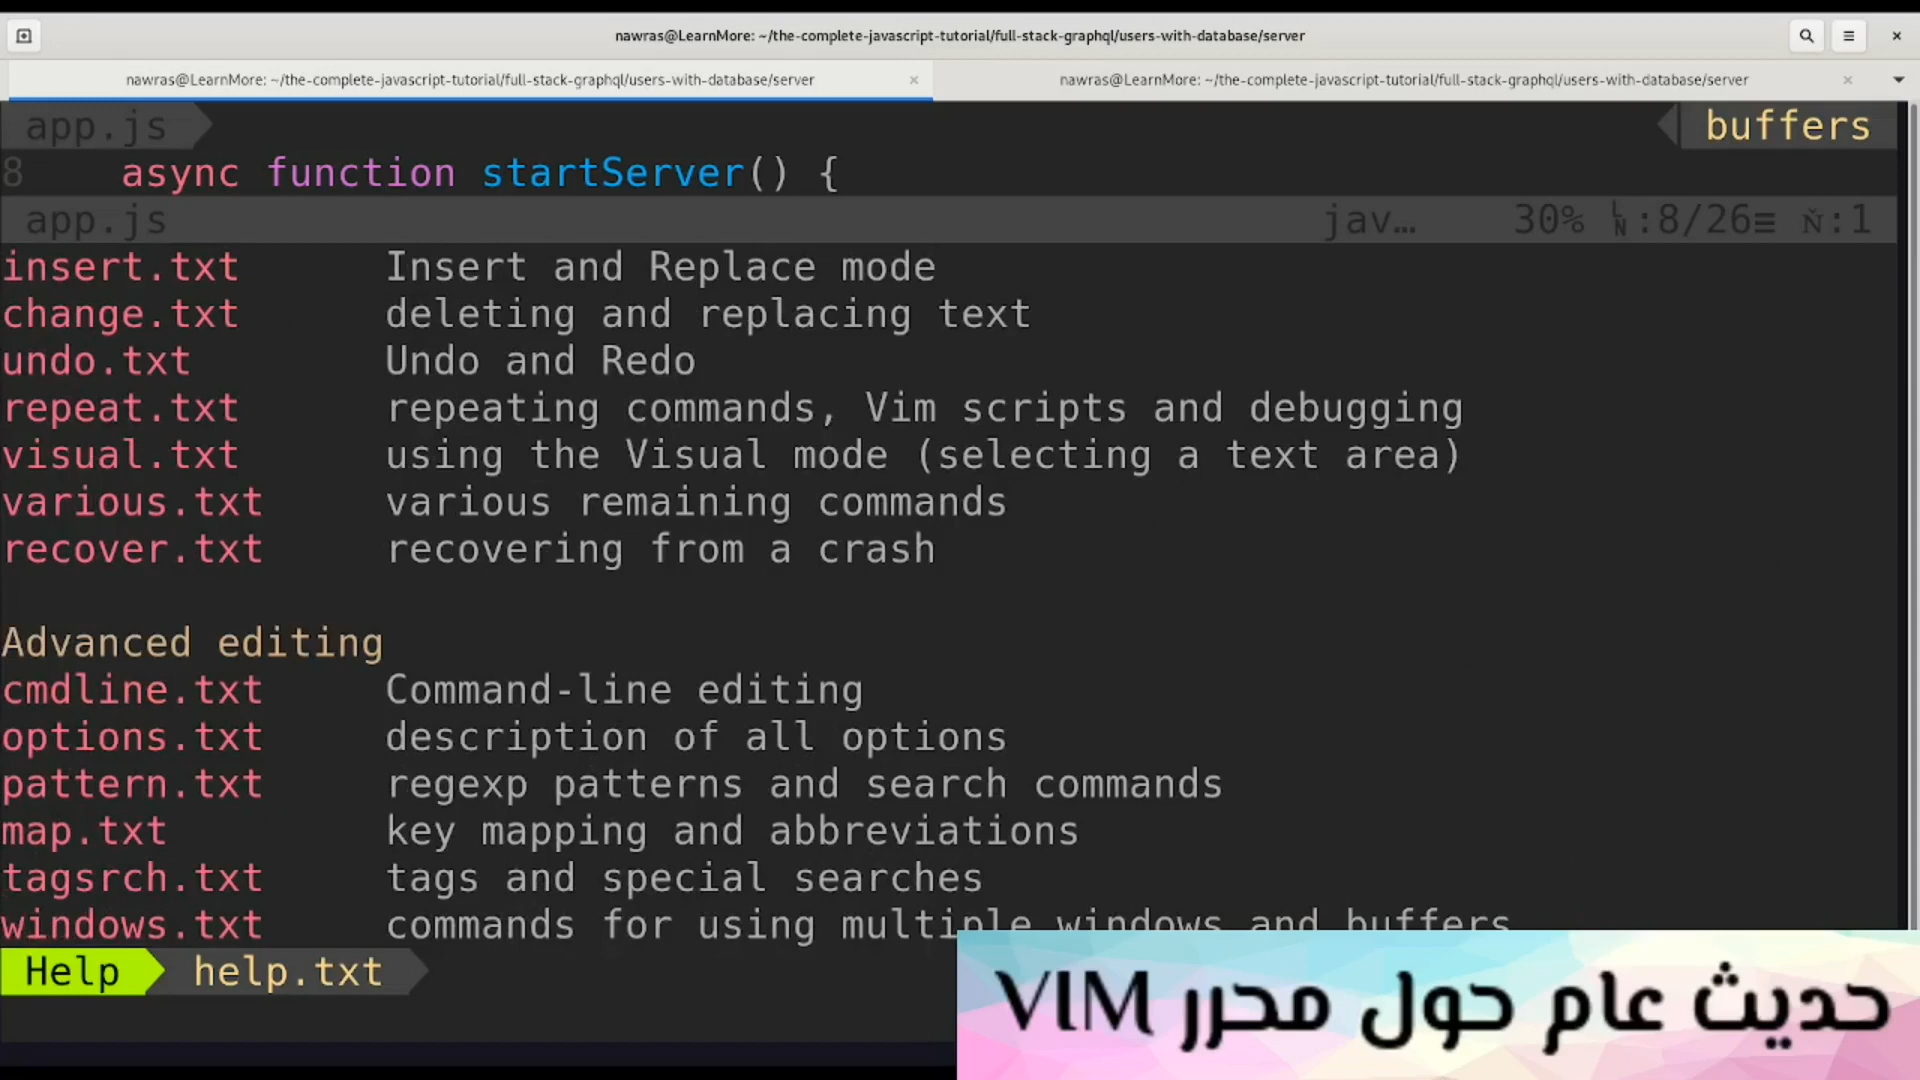 nawras@LearnMore: ~/the-complete-javascript-tutorial/full-stack-graphql/users-with-database/server
nawras@LearnMore: ~/the-complete-javascript-tutorial/full-stack-graphql/users-with-database/server
nawras@LearnMore: ~/the-complete-javascript-tutorial/full-stack-graphql/users-with-database/server
app.js buffers
8 async function startServer() {
app.js jav… 30% ㏑:8/26≡ ℕ̆:1
insert.txt Insert and Replace mode
change.txt deleting and replacing text
undo.txt Undo and Redo
repeat.txt repeating commands, Vim scripts and debugging
visual.txt using the Visual mode (selecting a text area)
various.txt various remaining commands
recover.txt recovering from a crash
Advanced editing
cmdline.txt Command-line editing
options.txt description of all options
pattern.txt regexp patterns and search commands
map.txt key mapping and abbreviations
tagsrch.txt tags and special searches
windows.txt commands for using multiple windows and buffers
Help help.txt
حديث عام حول محرر VIM